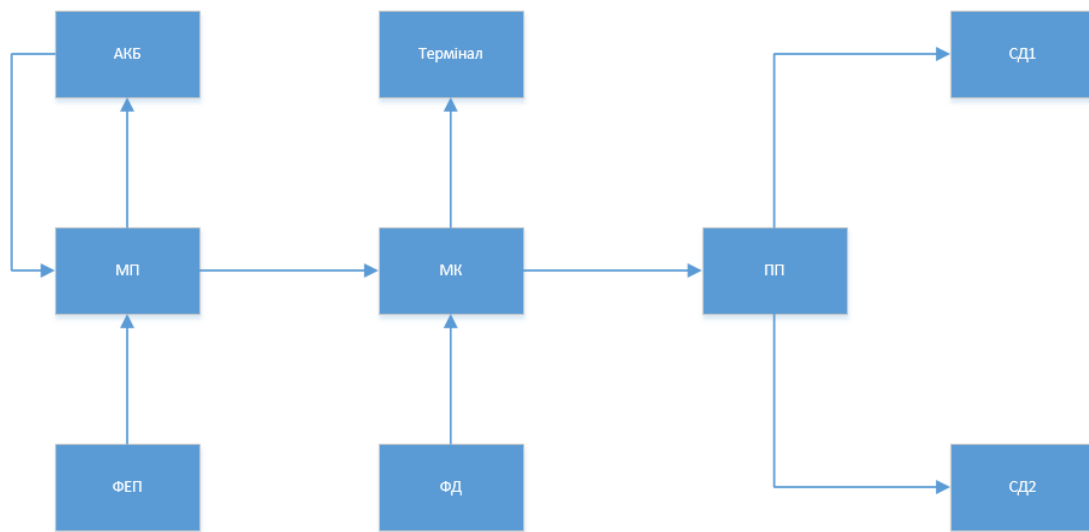 АКБ
Термінал
СД1
МП
МК
ПП
ФЕП
ФД
СД2